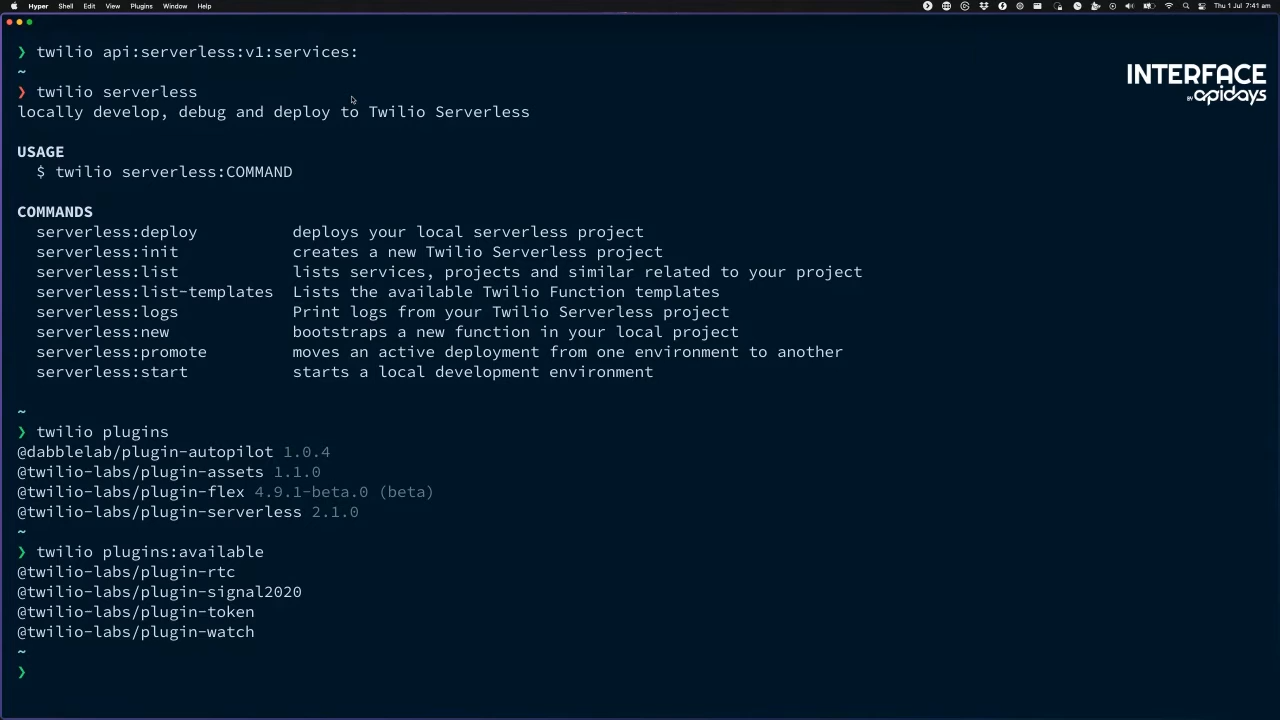 Hyper Shell Edit View Plugins Window Help Thu 1 Jul 7:41 am
❯ twilio api:serverless:v1:services:
~
❯ twilio serverless
locally develop, debug and deploy to Twilio Serverless
USAGE
$ twilio serverless:COMMAND
COMMANDS
serverless:deploy deploys your local serverless project
serverless:init creates a new Twilio Serverless project
serverless:list lists services, projects and similar related to your project
serverless:list-templates Lists the available Twilio Function templates
serverless:logs Print logs from your Twilio Serverless project
serverless:new bootstraps a new function in your local project
serverless:promote moves an active deployment from one environment to another
serverless:start starts a local development environment
~
❯ twilio plugins
@dabblelab/plugin-autopilot 1.0.4
@twilio-labs/plugin-assets 1.1.0
@twilio-labs/plugin-flex 4.9.1-beta.0 (beta)
@twilio-labs/plugin-serverless 2.1.0
~
❯ twilio plugins:available
@twilio-labs/plugin-rtc
@twilio-labs/plugin-signal2020
@twilio-labs/plugin-token
@twilio-labs/plugin-watch
~
❯
INTERFACE
BY apidays